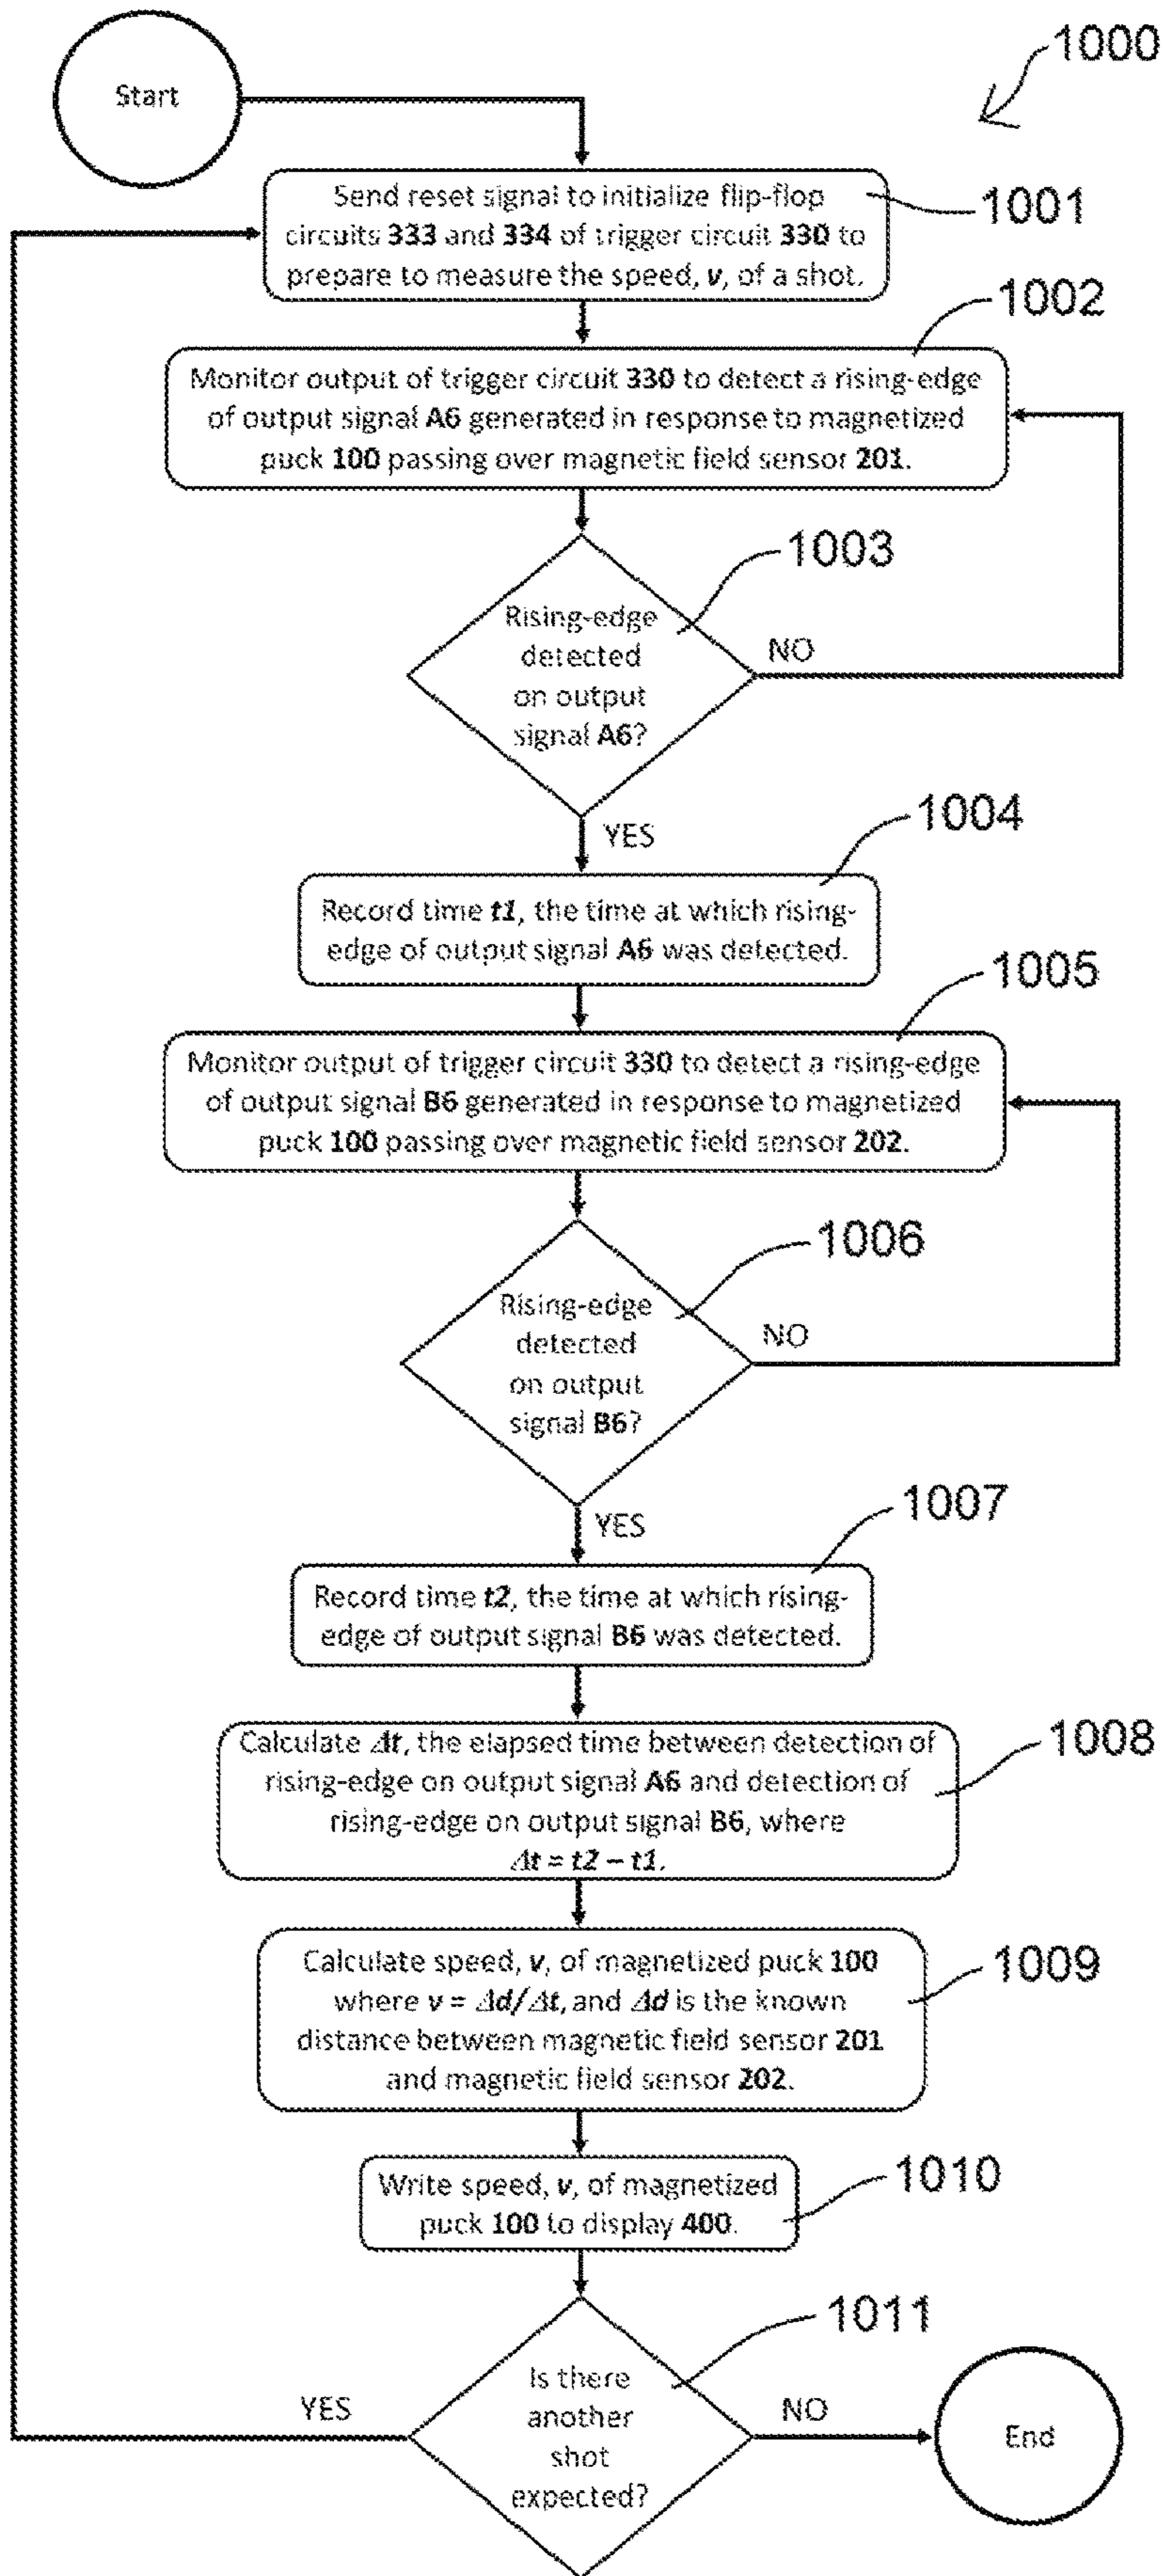 1000
Start
Send reset signal to initialize flip-flop
circuits 333 and 334 of trigger circuit 330 to
prepare to measure the speed, v, of a shot.
1001
1002
Monitor output of trigger circuit 330 to detect a rising-edge
of output signal A6 generated in response to magnetized
puck 100 passing over magnetic field sensor 201.
1003
Rising-edge
detected
on output
signal A6?
NO
YES
1004
Record time t1, the time at which rising-
edge of output signal A6 was detected.
1005
Monitor output of trigger circuit 330 to detect a rising-edge
of output signal B6 generated in response to magnetized
puck 100 passing over magnetic field sensor 202.
1006
Rising-edge
detected
on output
signal B6?
NO
YES
1007
Record time t2, the time at which rising-
edge of output signal B6 was detected.
1008
Calculate Δt, the elapsed time between detection of
rising-edge on output signal A6 and detection of
rising-edge on output signal B6, where
Δt = t2 – t1.
1009
Calculate speed, v, of magnetized puck 100
where v = Δd/Δt, and Δd is the known
distance between magnetic field sensor 201
and magnetic field sensor 202.
1010
Write speed, v, of magnetized
puck 100 to display 400.
1011
Is there
another
shot
expected?
YES
NO
End